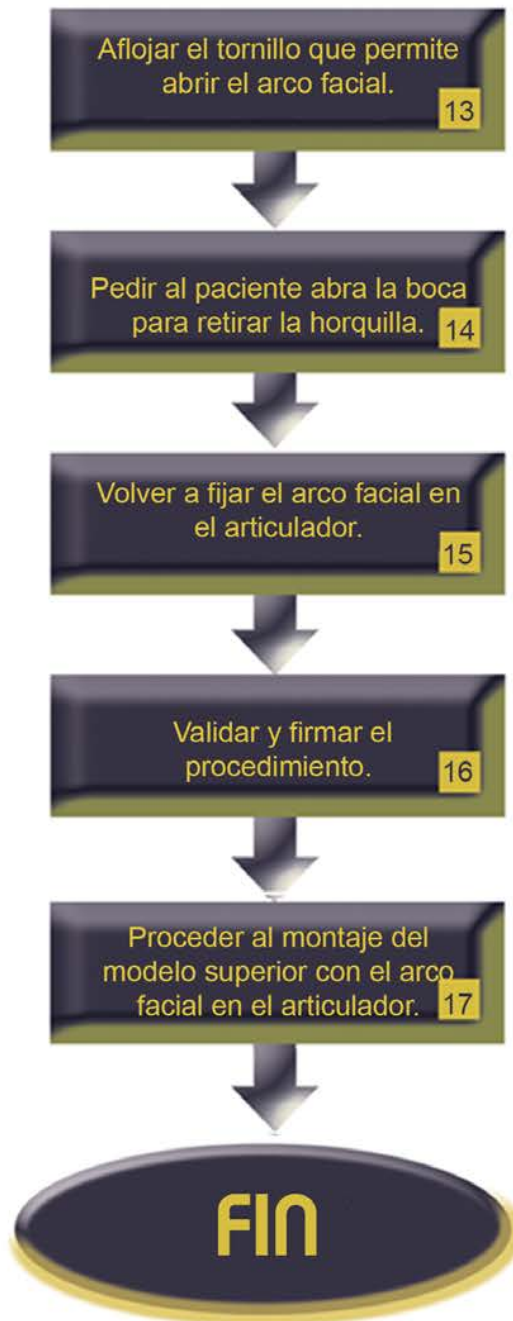 Aflojar el tornillo que permite
abrir el arco facial.
13
Pedir al paciente abra la boca
para retirar la horquilla.
14
Volver a fijar el arco facial en
el articulador.
15
Validar y firmar el
procedimiento.
16
Proceder al montaje del
modelo superior con el arco
facial en el articulador.
17
FIN